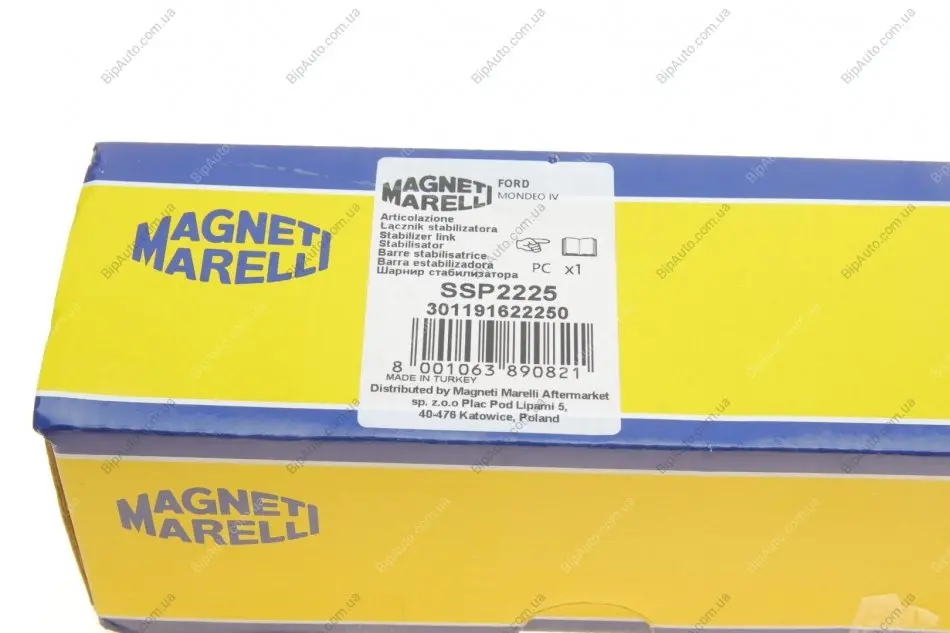 MAGNETI
MARELLI
MAGNETI
MARELLI
FORD
MONDEO IV
Articolazione
Łącznik stabilizatora
Stabilizer link
Stabilisator
Barre stabilisatrice
Barra estabilizadora
Шарнир стабилизатора
PC x1
SSP2225
301191622250
8 001063 890821
MADE IN TURKEY
Distributed by Magneti Marelli Aftermarket
sp. z.o.o Plac Pod Lipami 5,
40-476 Katowice, Poland
MAGNETI
MARELLI
BipAuto.com.ua